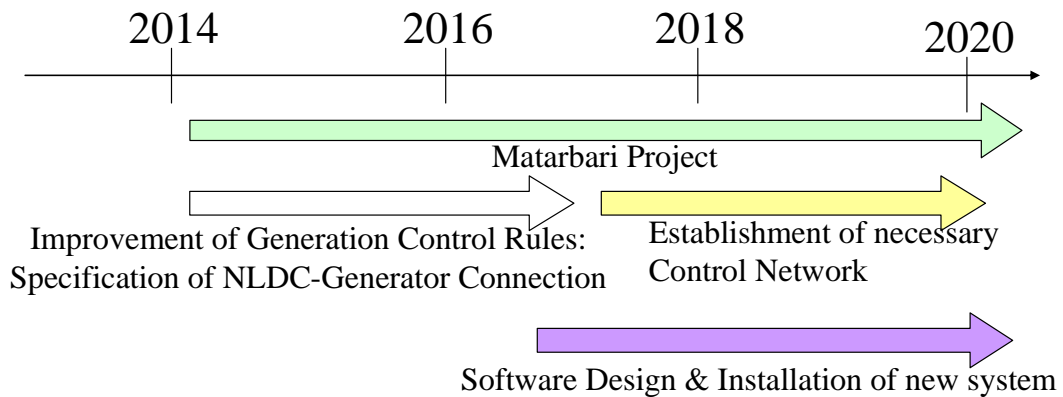 2014 2016 2018 2020
Matarbari Project
Improvement of Generation Control Rules:
Specification of NLDC-Generator Connection
Establishment of necessary
Control Network
Software Design & Installation of new system